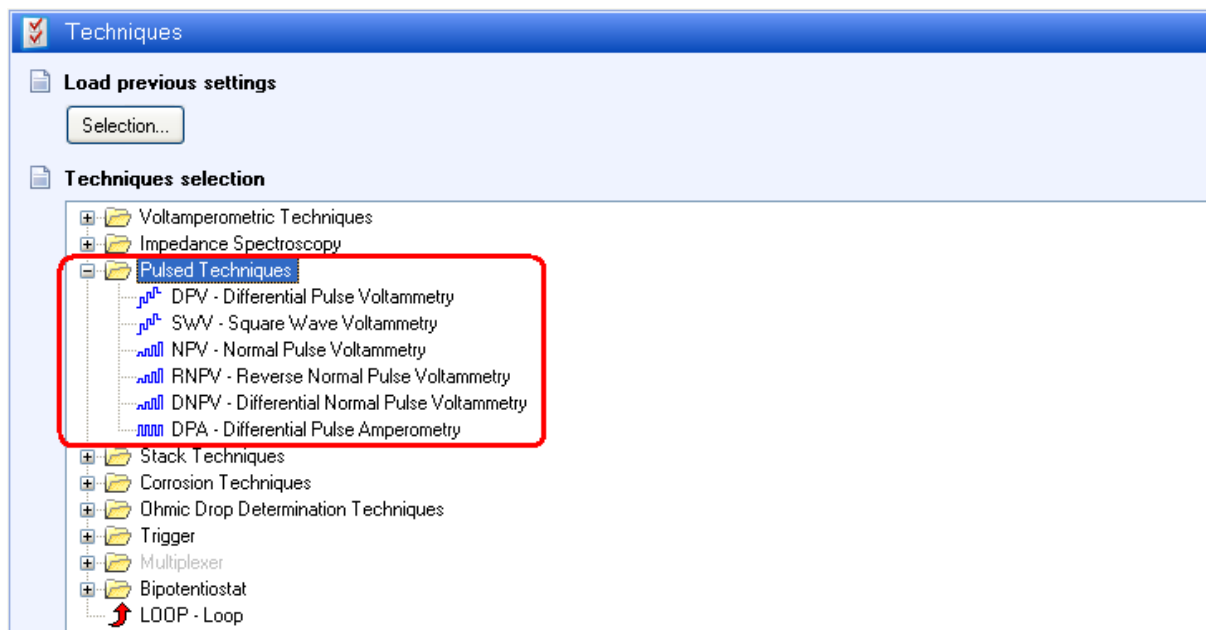 Techniques
Load previous settings
Selection...
Techniques selection
Voltamperometric Techniques
Impedance Spectroscopy
Pulsed Techniques
DPV - Differential Pulse Voltammetry
SWV - Square Wave Voltammetry
NPV - Normal Pulse Voltammetry
RNPV - Reverse Normal Pulse Voltammetry
DNPV - Differential Normal Pulse Voltammetry
DPA - Differential Pulse Amperometry
Stack Techniques
Corrosion Techniques
Ohmic Drop Determination Techniques
Trigger
Multiplexer
Bipotentiostat
LOOP - Loop